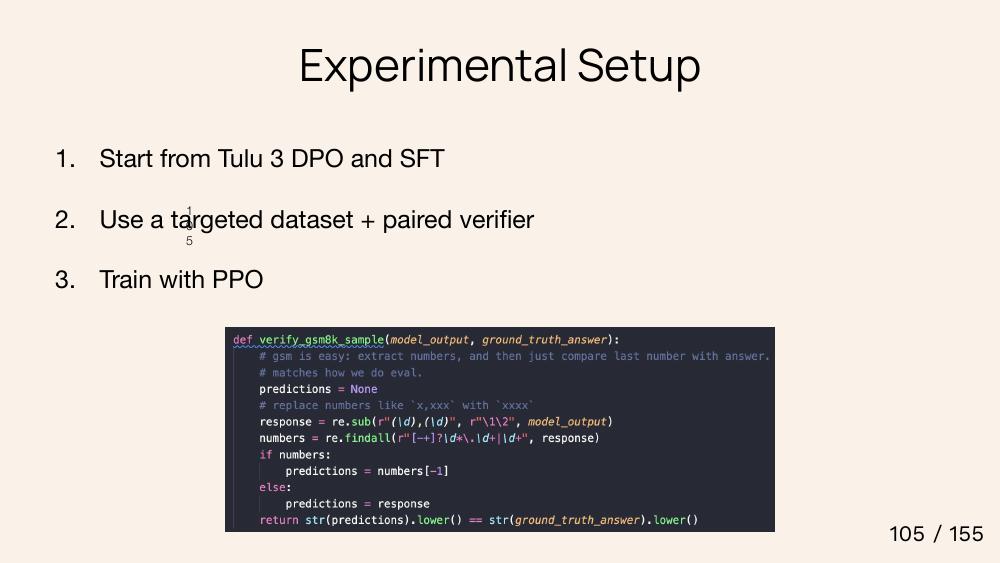 Experimental Setup
1. Start from Tulu 3 DPO and SFT
2. Use a targeted dataset + paired verifier
3. Train with PPO
def verify_gsm8k_sample(model_output, ground_truth_answer):
    # gsm is easy: extract numbers, and then just compare last number with answer.
    # matches how we do eval.
    predictions = None
    # replace numbers like `x,xxx` with `xxxx`
    response = re.sub(r"(\d),(\d)", r"\1\2", model_output)
    numbers = re.findall(r"[-+]?\d*\.\d+|\d+", response)
    if numbers:
        predictions = numbers[-1]
    else:
        predictions = response
    return str(predictions).lower() == str(ground_truth_answer).lower()
105 / 155